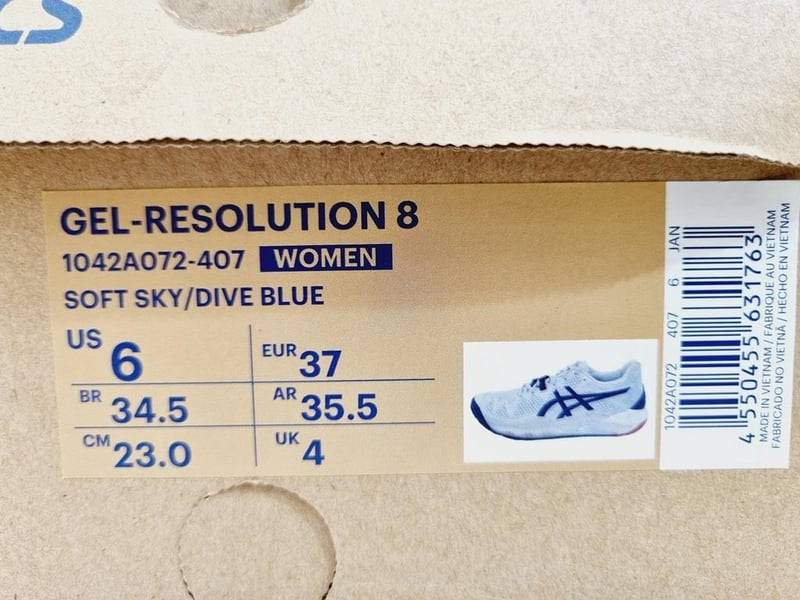 cs
GEL-RESOLUTION 8
1042A072-407 WOMEN
SOFT SKY/DIVE BLUE
US 6 EUR 37
BR 34.5 AR 35.5
CM 23.0 UK 4
1042A072 407 6 JAN
4 550455 631763
MADE IN VIETNAM / FABRIQUE AU VIETNAM
FABRICADO NO VIETNÃ / HECHO EN VIETNAM